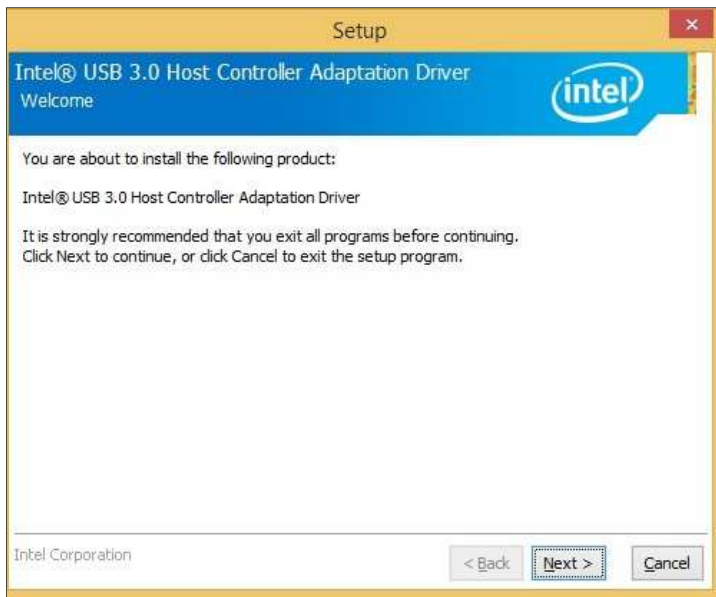 Setup
Intel® USB 3.0 Host Controller Adaptation Driver
Welcome
intel
You are about to install the following product:
Intel® USB 3.0 Host Controller Adaptation Driver
It is strongly recommended that you exit all programs before continuing.
Click Next to continue, or click Cancel to exit the setup program.
Intel Corporation
< Back
Next >
Cancel